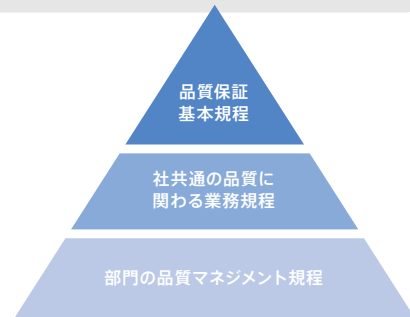 品質保証
基本規程
社共通の品質に
関わる業務規程
部門の品質マネジメント規程